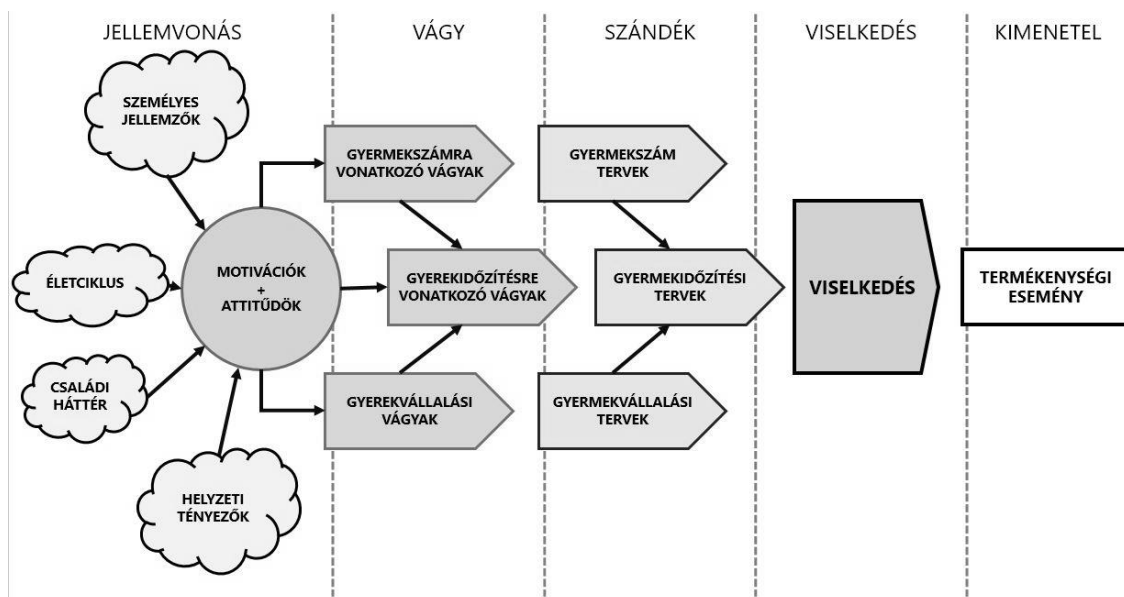 JELLEMVONÁS
VÁGY
SZÁNDÉK
VISELKEDÉS
KIMENETEL
SZEMÉLYES
JELLEMZŐK
ÉLETCIKLUS
CSALÁDI
HÁTTÉR
HELYZETI
TÉNYEZŐK
MOTIVÁCIÓK
+
ATTITŰDÖK
GYERMEKSZÁMRA
VONATKOZÓ VÁGYAK
GYEREKIDŐZÍTÉSRE
VONATKOZÓ VÁGYAK
GYEREKVÁLLALÁSI
VÁGYAK
GYERMEKSZÁM
TERVEK
GYERMEKIDŐZÍTÉSI
TERVEK
GYERMEKVÁLLALÁSI
TERVEK
VISELKEDÉS
TERMÉKENYSÉGI
ESEMÉNY